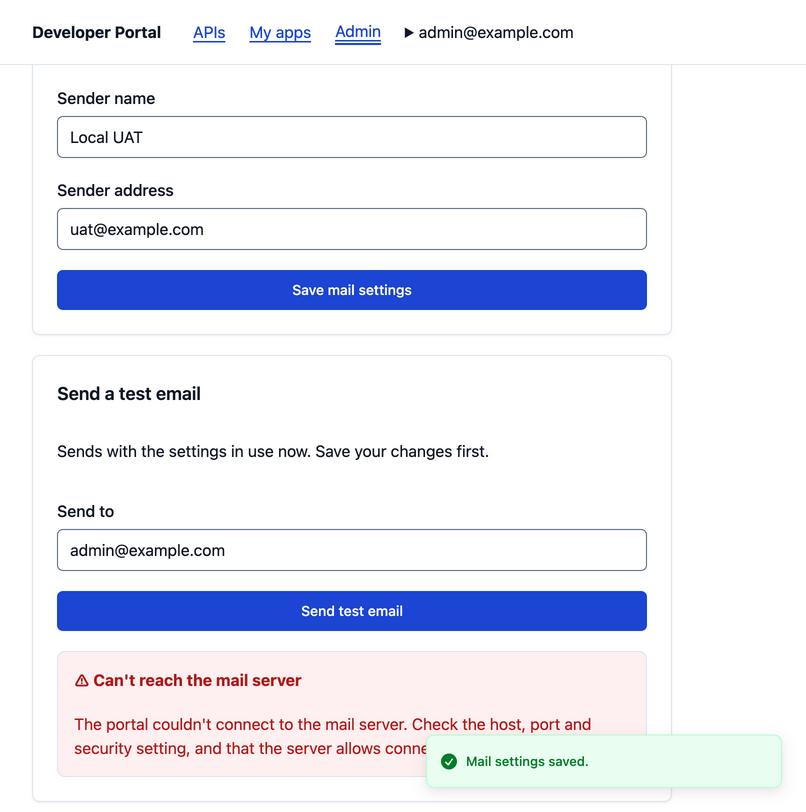 Developer Portal APIs My apps Admin ▶ admin@example.com
Sender name
Local UAT
Sender address
uat@example.com
Save mail settings
Send a test email
Sends with the settings in use now. Save your changes first.
Send to
admin@example.com
Send test email
Can't reach the mail server
The portal couldn't connect to the mail server. Check the host, port and
security setting, and that the server allows
Mail settings saved.